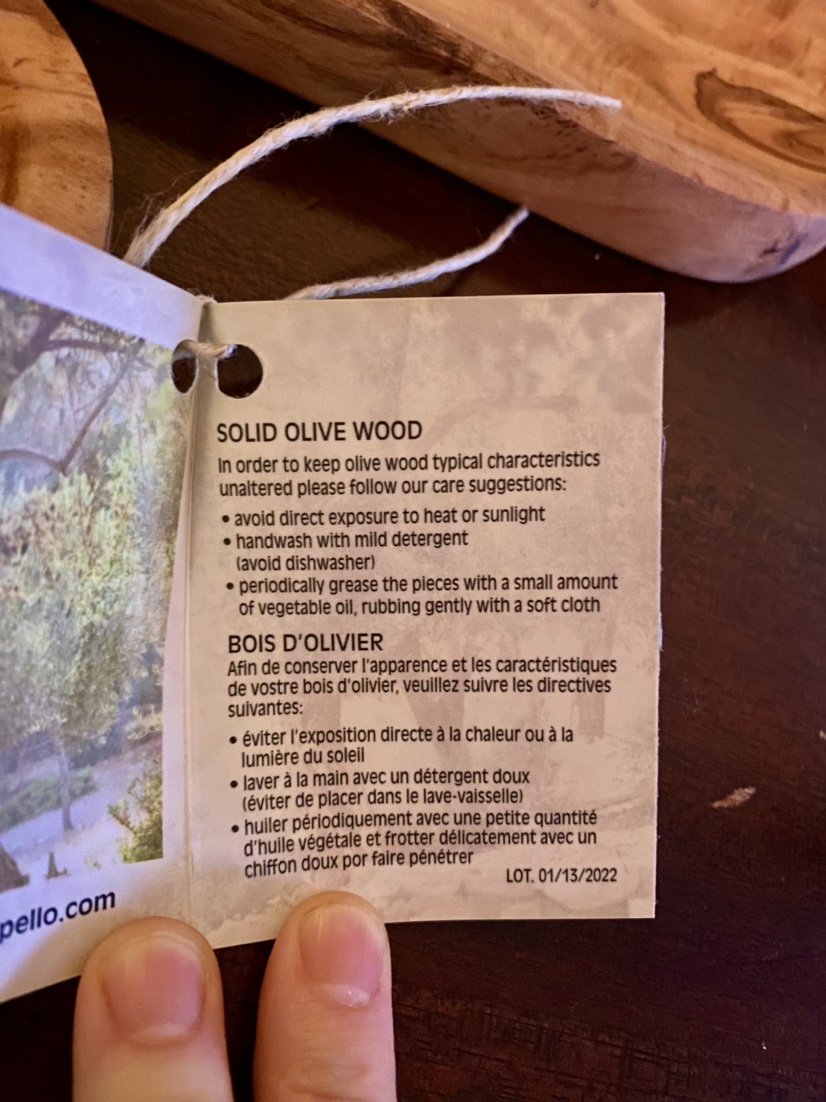 SOLID OLIVE WOOD
In order to keep olive wood typical characteristics
unaltered please follow our care suggestions:
• avoid direct exposure to heat or sunlight
• handwash with mild detergent
(avoid dishwasher)
• periodically grease the pieces with a small amount
of vegetable oil, rubbing gently with a soft cloth
BOIS D'OLIVIER
Afin de conserver l'apparence et les caractéristiques
de vostre bois d'olivier, veuillez suivre les directives
suivantes:
• éviter l'exposition directe à la chaleur ou à la
lumière du soleil
• laver à la main avec un détergent doux
(éviter de placer dans le lave-vaisselle)
• huiler périodiquement avec une petite quantité
d'huile végétale et frotter délicatement avec un
chiffon doux por faire pénétrer
LOT. 01/13/2022
pello.com